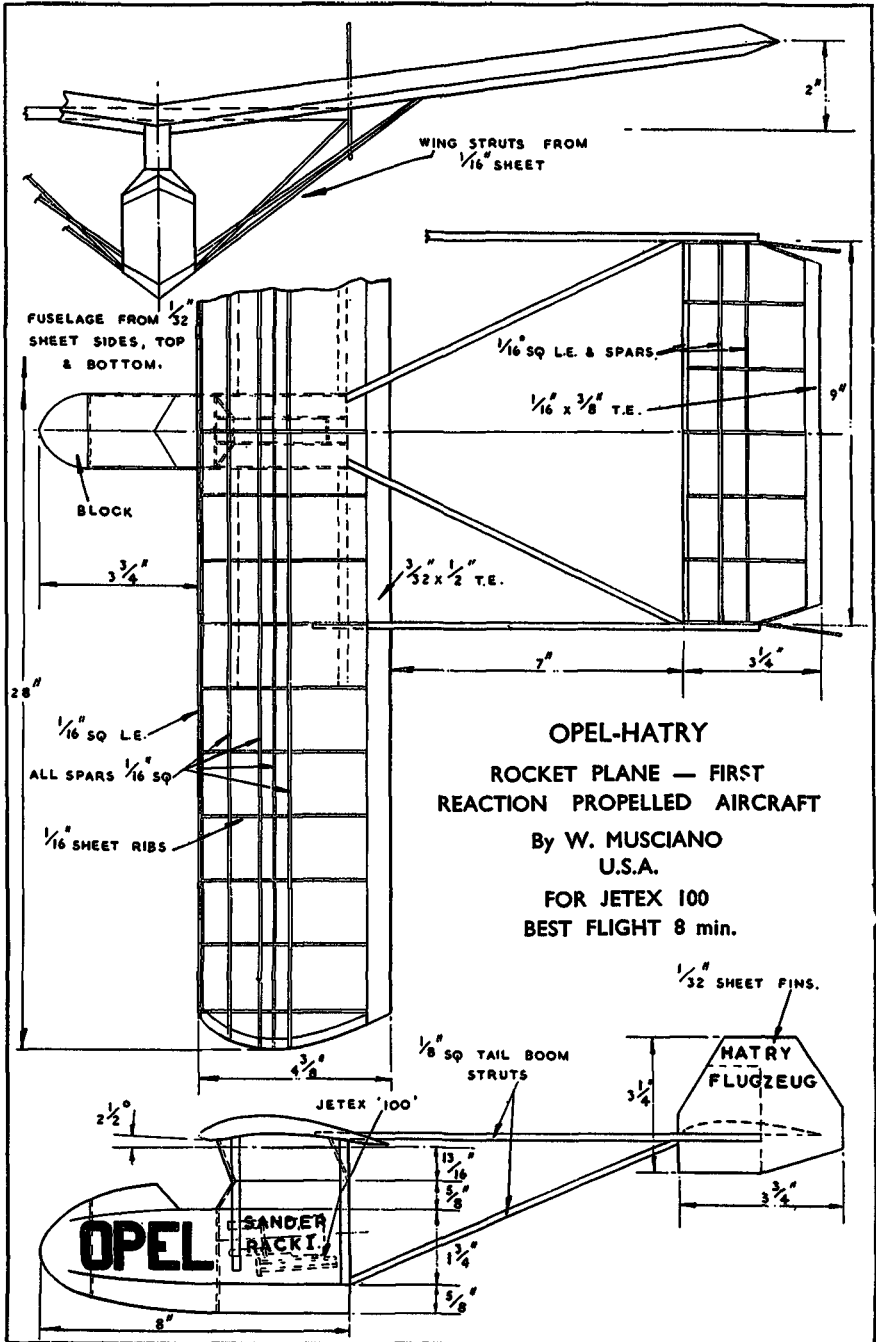 2"
WING STRUTS FROM
1/16" SHEET
FUSELAGE FROM 1/32"
SHEET SIDES, TOP
& BOTTOM.
1/16" SQ L.E. & SPARS.
1/16" x 3/8" T.E.
9"
BLOCK
3 3/4"
3/32" x 1/2" T.E.
7"
3 1/4"
28"
1/16" SQ L.E.
ALL SPARS 1/16" SQ
1/16" SHEET RIBS
OPEL-HATRY
ROCKET PLANE — FIRST
REACTION PROPELLED AIRCRAFT
By W. MUSCIANO
U.S.A.
FOR JETEX 100
BEST FLIGHT 8 min.
1/32" SHEET FINS.
4 3/8"
1/8" SQ TAIL BOOM
STRUTS
HATRY
FLUGZEUG
3 1/4"
2 1/2°
JETEX '100'
13/16"
5/8"
3 3/4"
OPEL
SANDER
RACKI.
1 3/4"
5/8"
8"